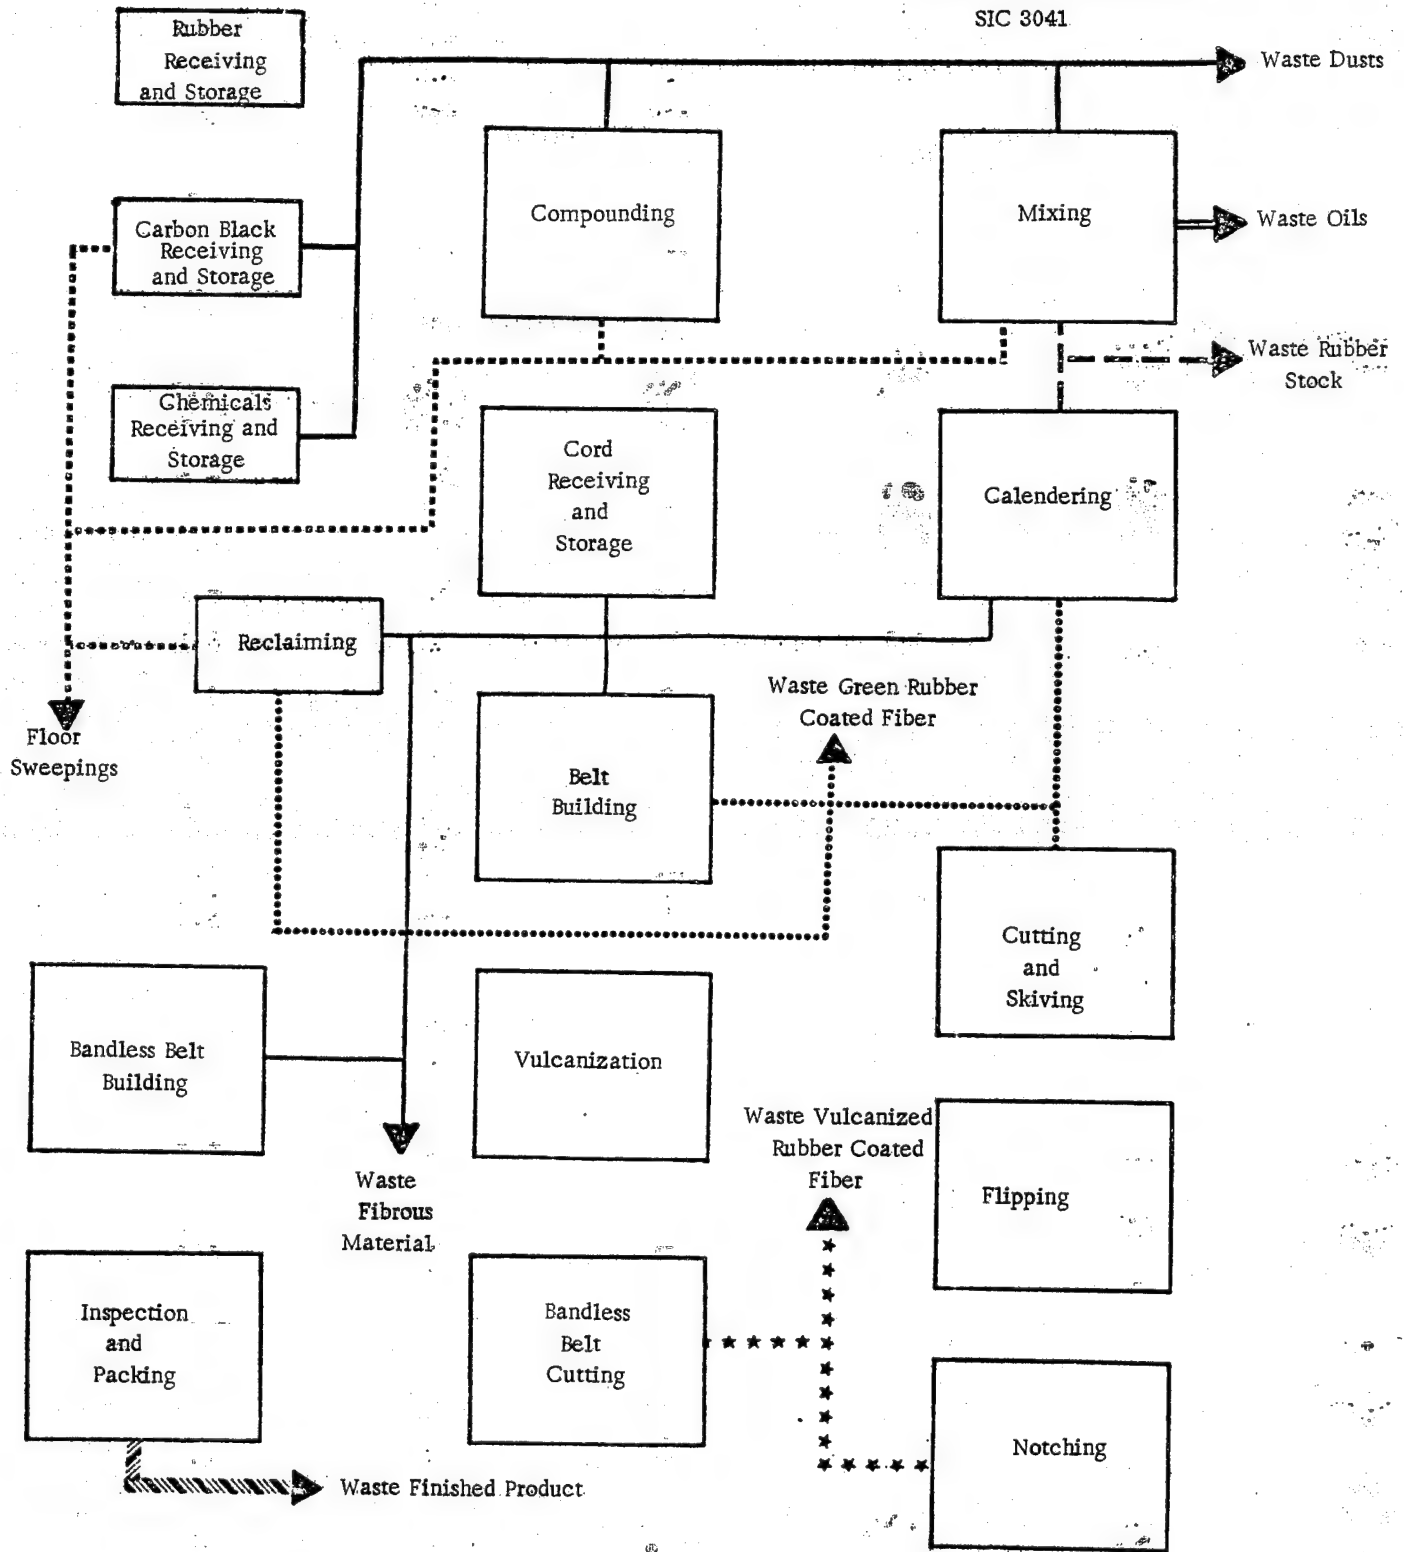 SIC 3041
Rubber
Receiving
and Storage
Waste Dusts
Compounding
Mixing
Waste Oils
Carbon Black
Receiving
and Storage
Waste Rubber
Stock
Chemicals
Receiving and
Storage
Cord
Receiving
and
Storage
Calendering
Reclaiming
Waste Green Rubber
Coated Fiber
Floor
Sweepings
Belt
Building
Cutting
and
Skiving
Bandless Belt
Building
Vulcanization
Waste Vulcanized
Rubber Coated
Fiber
Waste
Fibrous
Material
Flipping
Inspection
and
Packing
Bandless
Belt
Cutting
Notching
Waste Finished Product